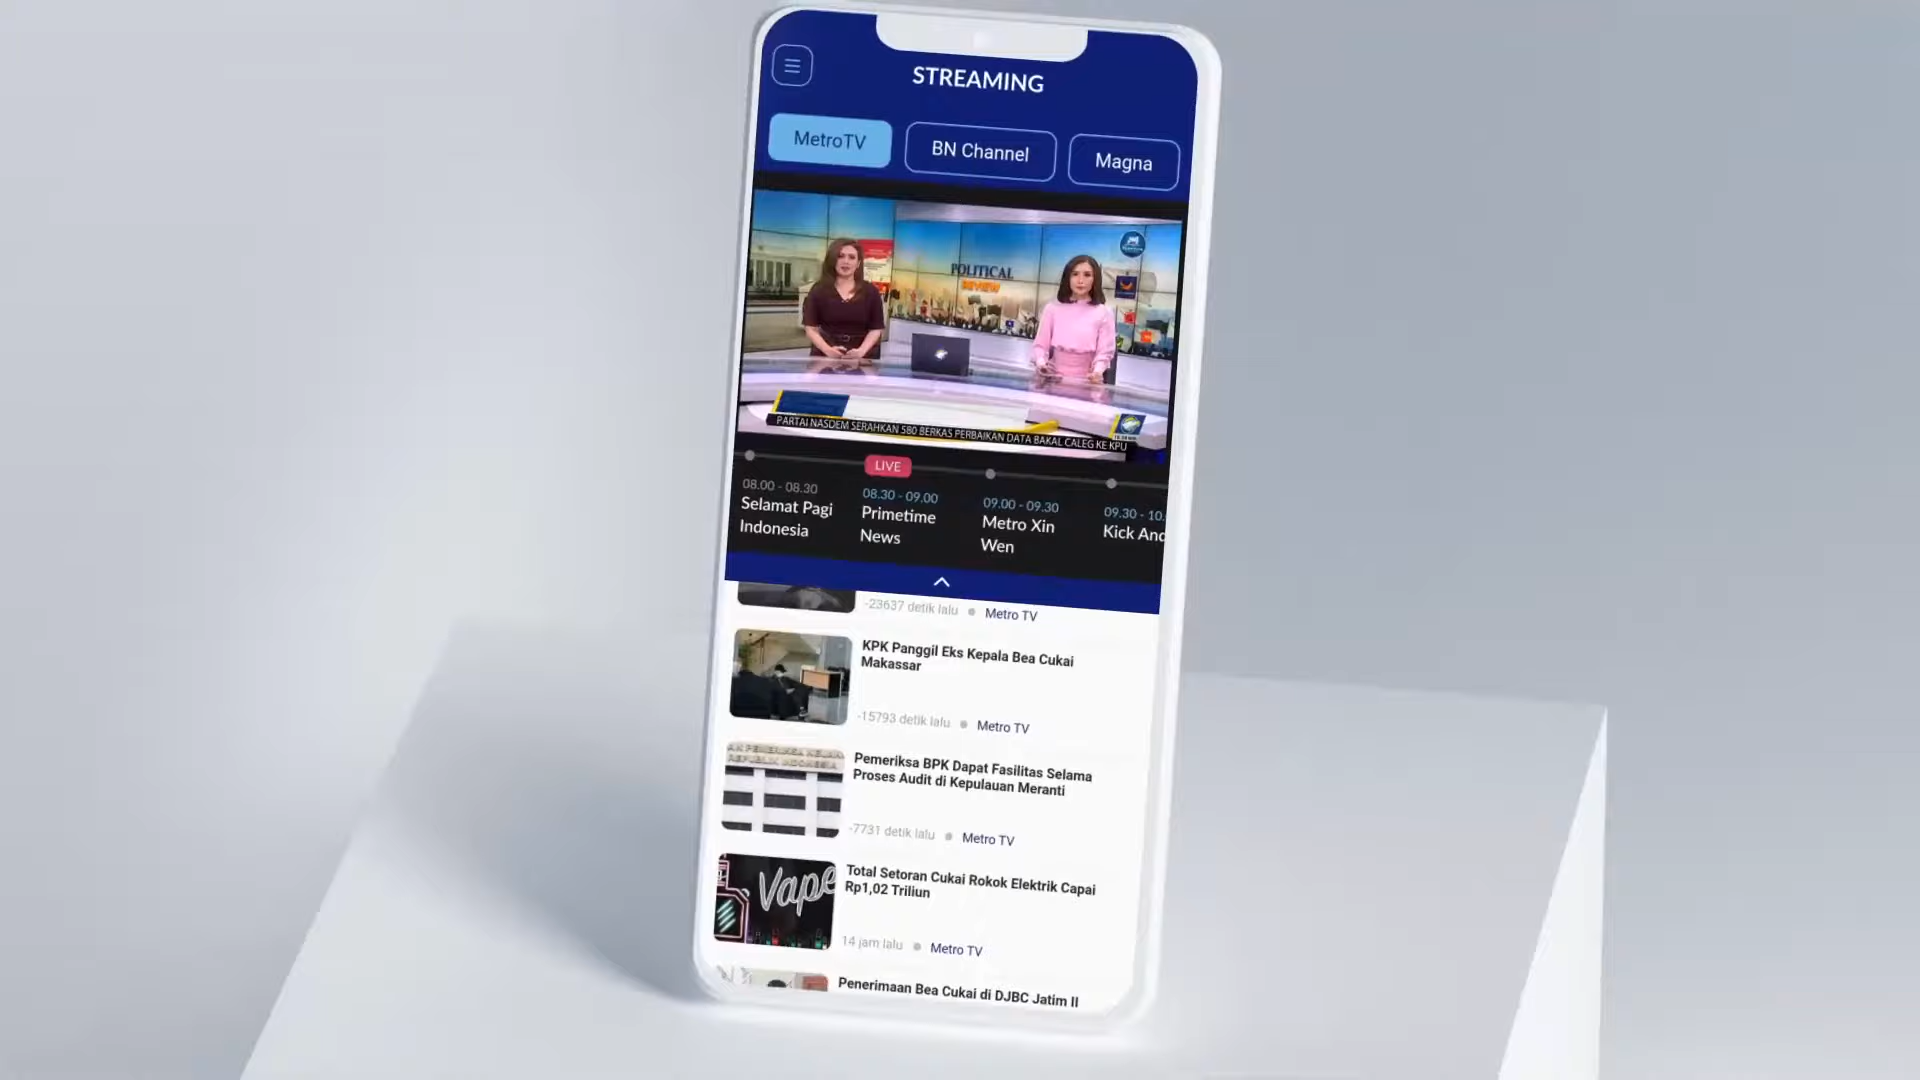 STREAMING
MetroTV
BN Channel
Magna
POLITICAL
REVIEW
PARTAI NASDEM SERAHKAN 580 BERKAS PERBAIKAN DATA BAKAL CALEG KE KPU
LIVE
08.00 - 08.30
Selamat Pagi
Indonesia
08.30 - 09.00
Primetime
News
09.00 - 09.30
Metro Xin
Wen
09.30 - 10.
Kick And
-23637 detik lalu
Metro TV
KPK Panggil Eks Kepala Bea Cukai
Makassar
-15793 detik lalu
Metro TV
REPUBLIK INDONESIA
Pemeriksa BPK Dapat Fasilitas Selama
Proses Audit di Kepulauan Meranti
-7731 detik lalu
Metro TV
Vape
Total Setoran Cukai Rokok Elektrik Capai
Rp1,02 Triliun
14 jam lalu
Metro TV
Penerimaan Bea Cukai di DJBC Jatim II